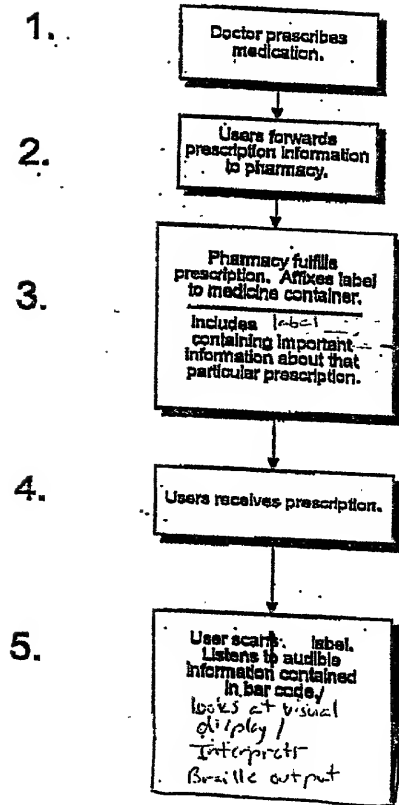 1.
Doctor prescribes
medication.
2.
Users forwards
prescription information
to pharmacy.
3.
Pharmacy fulfills
prescription. Affixes label
to medicine container.
Includes label
containing important
information about that
particular prescription.
4.
Users receives prescription.
5.
User scans label.
Listens to audible
information contained
in bar code/
looks at visual
display/
Interprets
Braille output